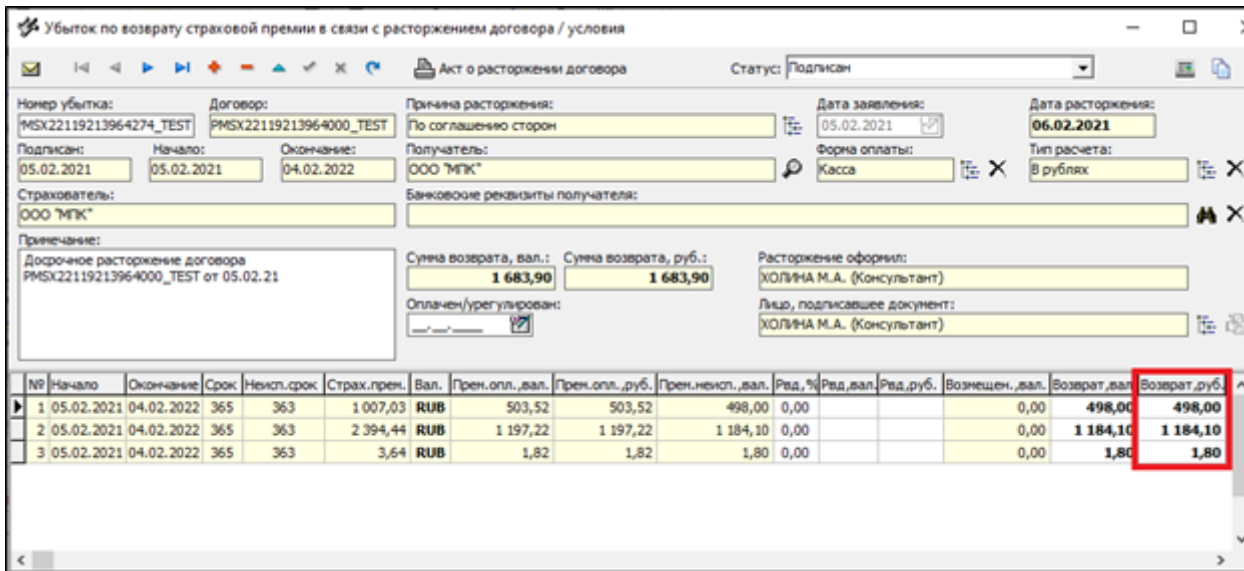 Убыток по возврату страховой премии в связи с расторжением договора / условия
Акт о расторжении договора Статус: Подписан
Номер убытка: Договор: Причина расторжения: Дата заявления: Дата расторжения:
MSX22119213964274_TEST PMSX22119213964000_TEST По соглашению сторон 05.02.2021 06.02.2021
Подписан: Начало: Окончание: Получатель: Форма оплаты: Тип расчета:
05.02.2021 05.02.2021 04.02.2022 ООО "МПК" Касса В рублях
Страхователь: Банковские реквизиты получателя:
ООО "МПК"
Примечание:
Досрочное расторжение договора Сумма возврата, вал.: Сумма возврата, руб.: Расторжение оформил:
PMSX22119213964000_TEST от 05.02.21 1 683,90 1 683,90 ХОЛИНА М.А. (Консультант)
Оплачен/урегулирован: Лицо, подписавшее документ:
__.__.____ ХОЛИНА М.А. (Консультант)
№ Начало Окончание Срок Неисп.срок Страх.прем. Вал. Прем.опл.,вал. Прем.опл.,руб. Прем.неисп.,вал. Рвд,% Рвд,вал. Рвд,руб. Возмещен.,вал. Возврат,вал Возврат,руб.
1 05.02.2021 04.02.2022 365 363 1 007,03 RUB 503,52 503,52 498,00 0,00 0,00 498,00 498,00
2 05.02.2021 04.02.2022 365 363 2 394,44 RUB 1 197,22 1 197,22 1 184,10 0,00 0,00 1 184,10 1 184,10
3 05.02.2021 04.02.2022 365 363 3,64 RUB 1,82 1,82 1,80 0,00 0,00 1,80 1,80